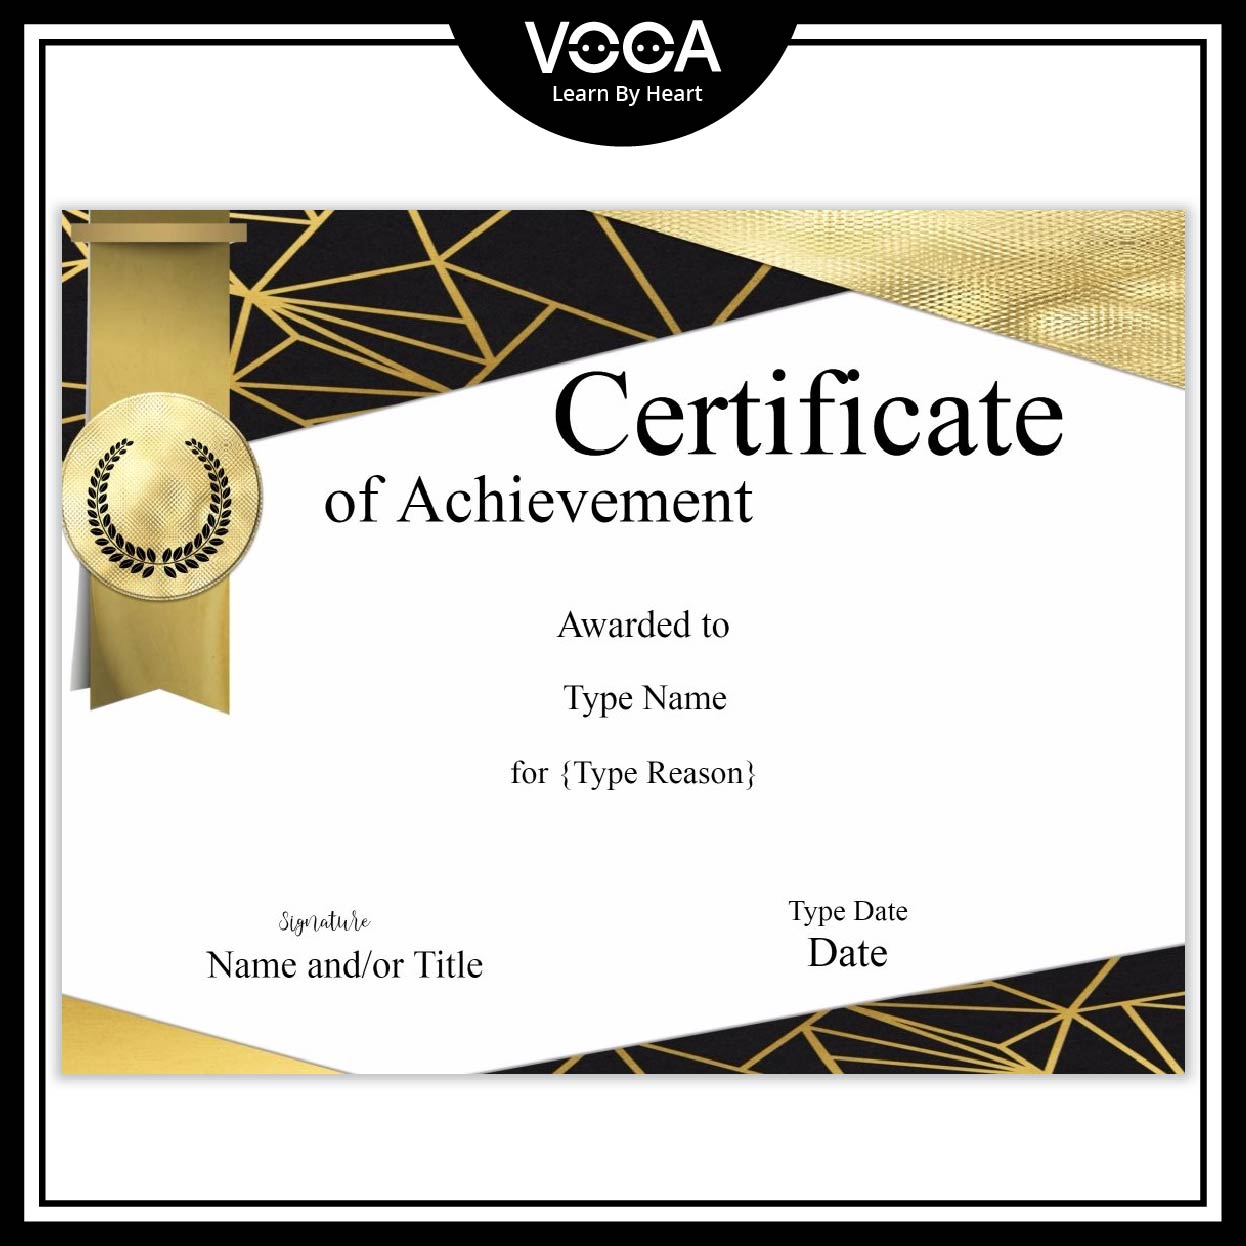 VOOA
Learn By Heart
Certificate
of Achievement
Awarded to
Type Name
for {Type Reason}
Signature
Name and/or Title
Type Date
Date